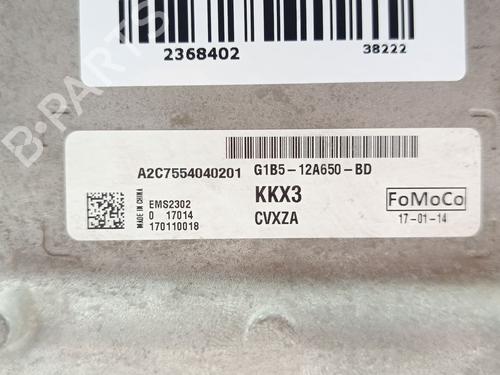 2368402 38222
B-PARTS
A2C7554040201 G1B5-12A650-BD
MADE IN CHINA
EMS2302
0 17014
170110018
KKX3
CVXZA
FoMoCo
17-01-14